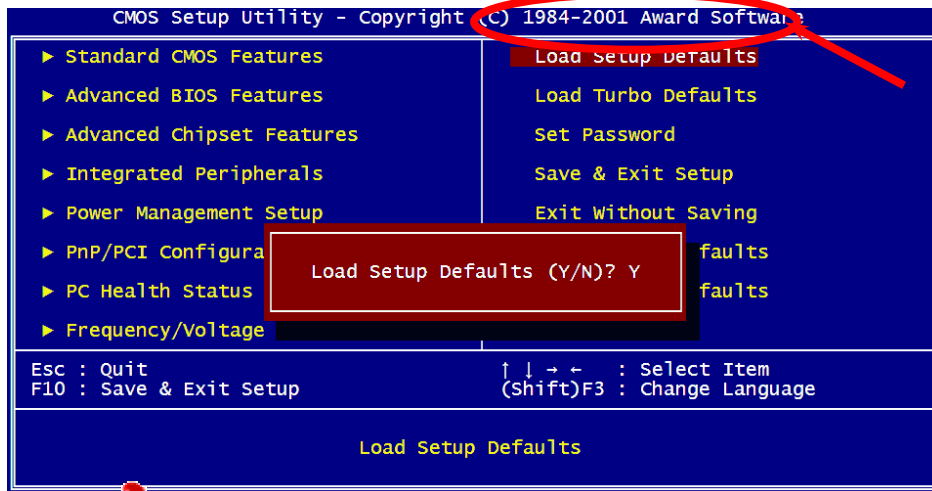 CMOS Setup Utility - Copyright (C) 1984-2001 Award Software
► Standard CMOS Features
► Advanced BIOS Features
► Advanced Chipset Features
► Integrated Peripherals
► Power Management Setup
► PnP/PCI Configura
► PC Health Status
► Frequency/Voltage
Load Setup Defaults
Load Turbo Defaults
Set Password
Save & Exit Setup
Exit Without Saving
faults
faults
Load Setup Defaults (Y/N)? Y
Esc : Quit
F10 : Save & Exit Setup
↑ ↓ → ← : Select Item
(Shift)F3 : Change Language
Load Setup Defaults